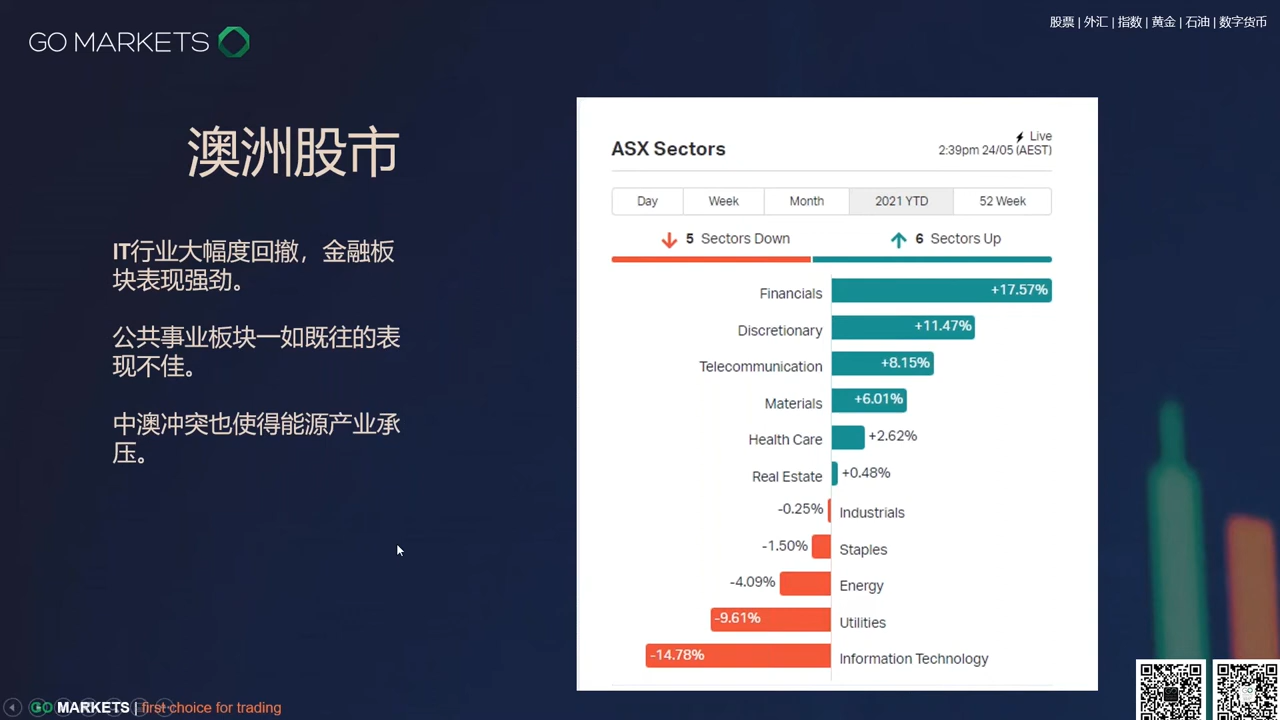 GO MARKETS
股票 | 外汇 | 指数 | 黄金 | 石油 | 数字货币
澳洲股市
IT行业大幅度回撤，金融板
块表现强劲。
公共事业板块一如既往的表
现不佳。
中澳冲突也使得能源产业承
压。
ASX Sectors
Live
2:39pm 24/05 (AEST)
Day Week Month 2021 YTD 52 Week
5 Sectors Down 6 Sectors Up
Financials +17.57%
Discretionary +11.47%
Telecommunication +8.15%
Materials +6.01%
Health Care +2.62%
Real Estate +0.48%
-0.25% Industrials
-1.50% Staples
-4.09% Energy
-9.61% Utilities
-14.78% Information Technology
GO MARKETS | first choice for trading